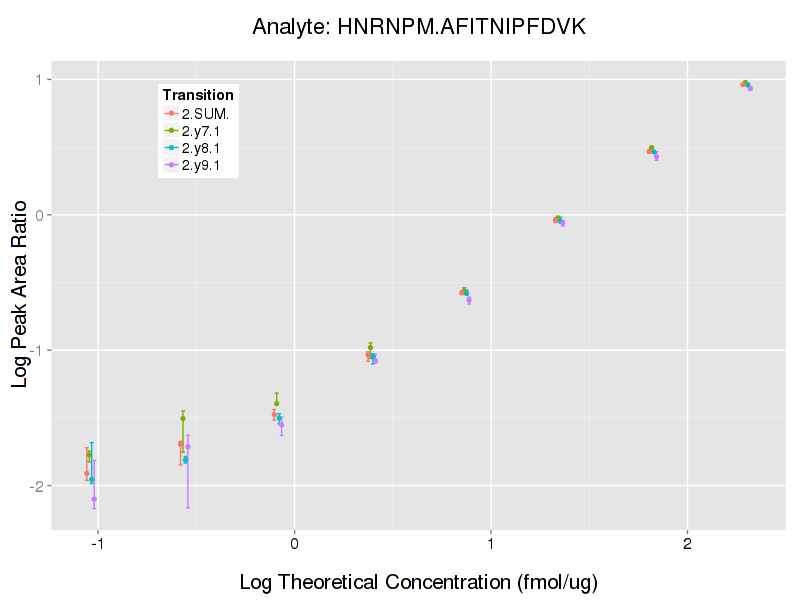 Analyte: HNRNPM.AFITNIPFDVK
Transition
2.SUM.
2.y7.1
2.y8.1
2.y9.1
Log Peak Area Ratio
1
0
-1
-2
-1
0
1
2
Log Theoretical Concentration (fmol/ug)